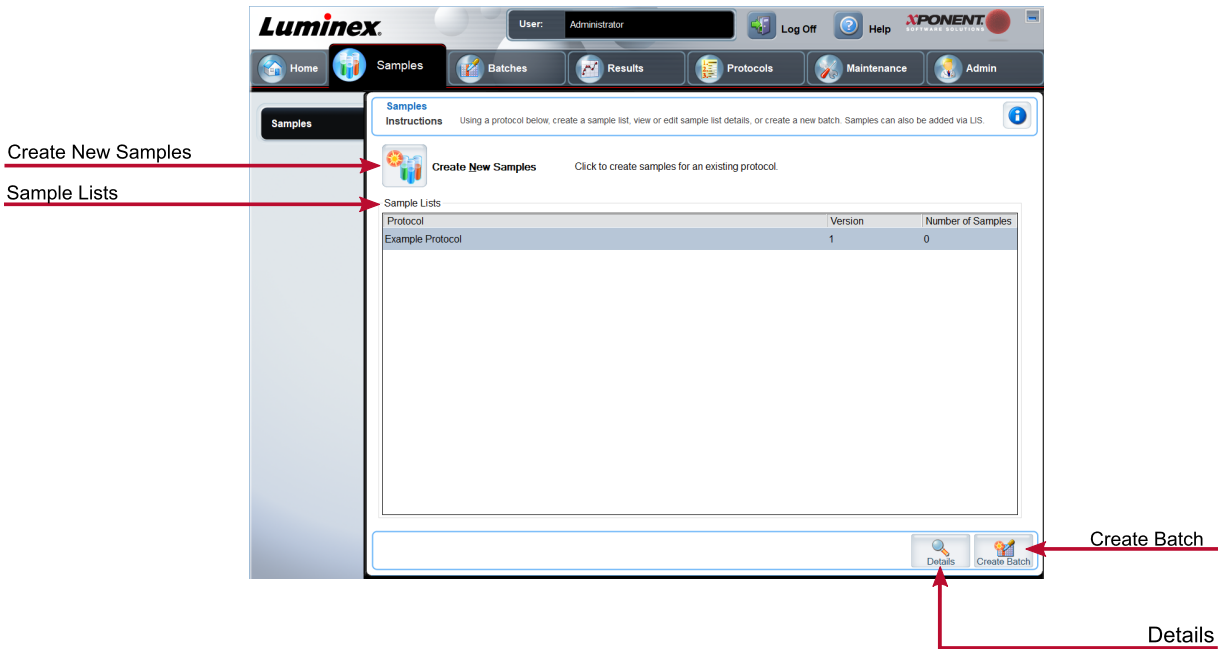 Luminex®
User: Administrator
Log Off
Help
XPONENT.
SOFTWARE SOLUTIONS
Home
Samples
Batches
Results
Protocols
Maintenance
Admin
Samples
Samples
Instructions Using a protocol below, create a sample list, view or edit sample list details, or create a new batch. Samples can also be added via LIS.
Create New Samples
Create New Samples Click to create samples for an existing protocol.
Sample Lists
Sample Lists
Protocol Version Number of Samples
Example Protocol 1 0
Details
Create Batch
Create Batch
Details